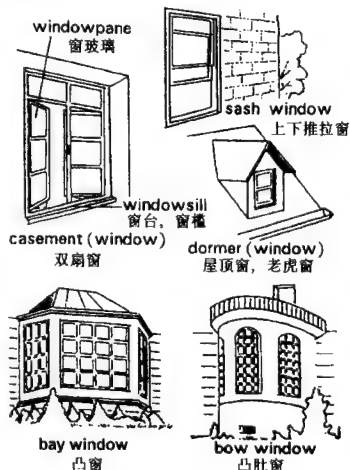 windowpane
窗玻璃
sash window
上下推拉窗
windowsill
窗台，窗槛
casement (window)
双扇窗
dormer (window)
屋顶窗，老虎窗
bay window
凸窗
bow window
凸肚窗